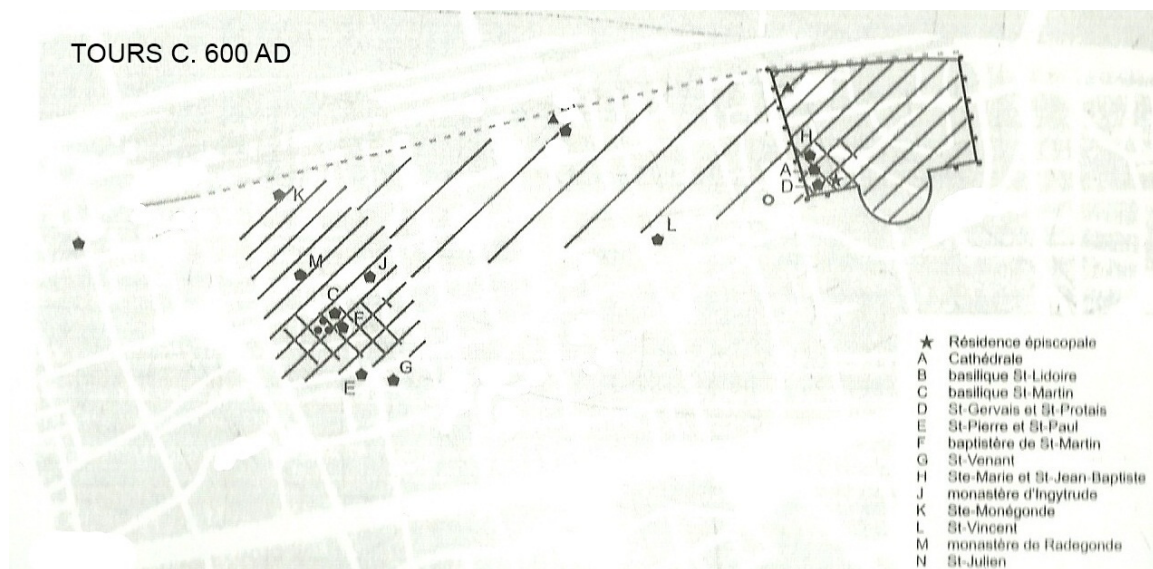 TOURS C. 600 AD
H
A
D
K
L
M
J
C
F
G
E
★ Résidence épiscopale
A Cathédrale
B basilique St-Lidoire
C basilique St-Martin
D St-Gervais et St-Protais
E St-Pierre et St-Paul
F baptistère de St-Martin
G St-Venant
H Ste-Marie et St-Jean-Baptiste
J monastère d'Ingytrude
K Ste-Monégonde
L St-Vincent
M monastère de Radegonde
N St-Julien